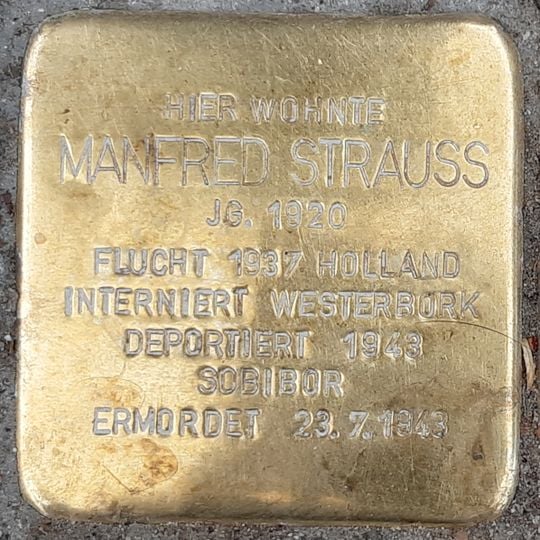 HIER WOHNTE
MANFRED STRAUSS
JG. 1920
FLUCHT 1937 HOLLAND
INTERNIERT WESTERBORK
DEPORTIERT 1943
SOBIBOR
ERMORDET 23.7.1943